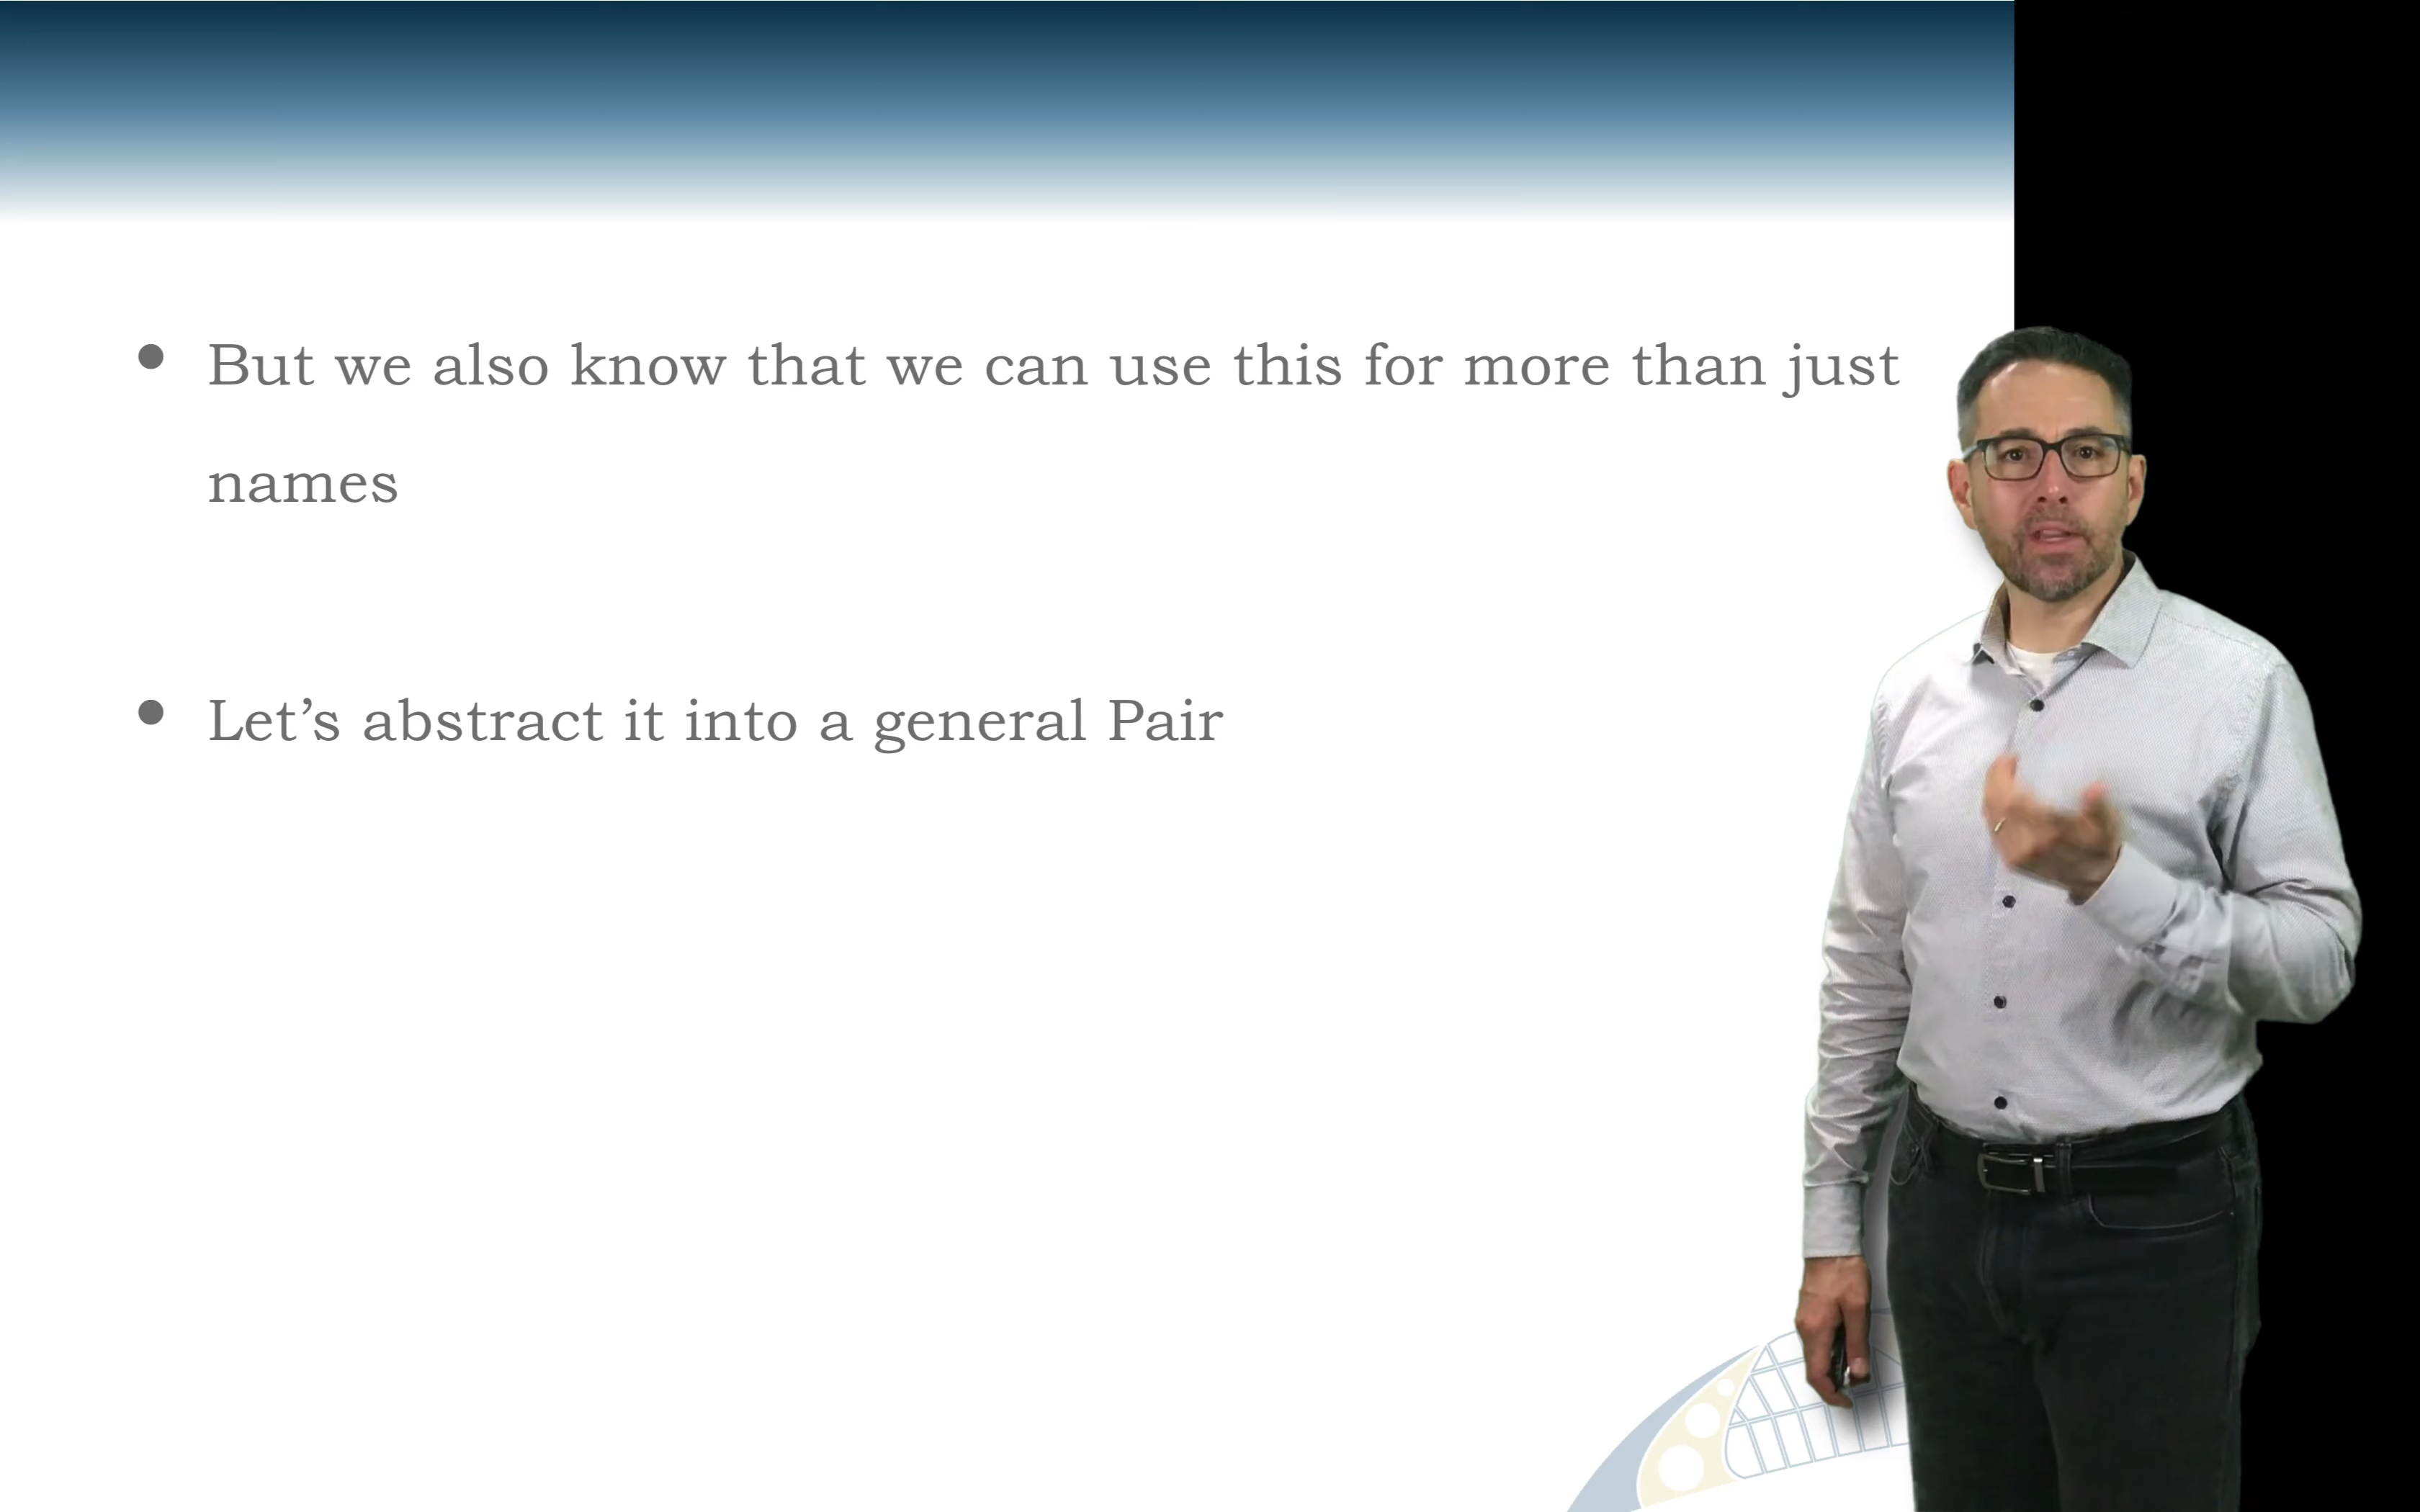 • But we also know that we can use this for more than just
names
• Let’s abstract it into a general Pair